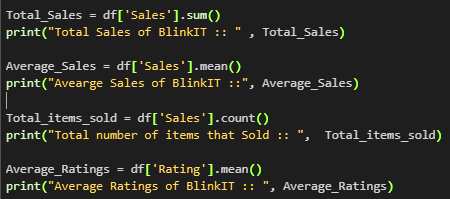 Total_Sales = df['Sales'].sum()
print("Total Sales of BlinkIT :: " , Total_Sales)
Average_Sales = df['Sales'].mean()
print("Avearge Sales of BlinkIT ::", Average_Sales)
Total_items_sold = df['Sales'].count()
print("Total number of items that Sold :: ",  Total_items_sold)
Average_Ratings = df['Rating'].mean()
print("Average Ratings of BlinkIT :: ", Average_Ratings)